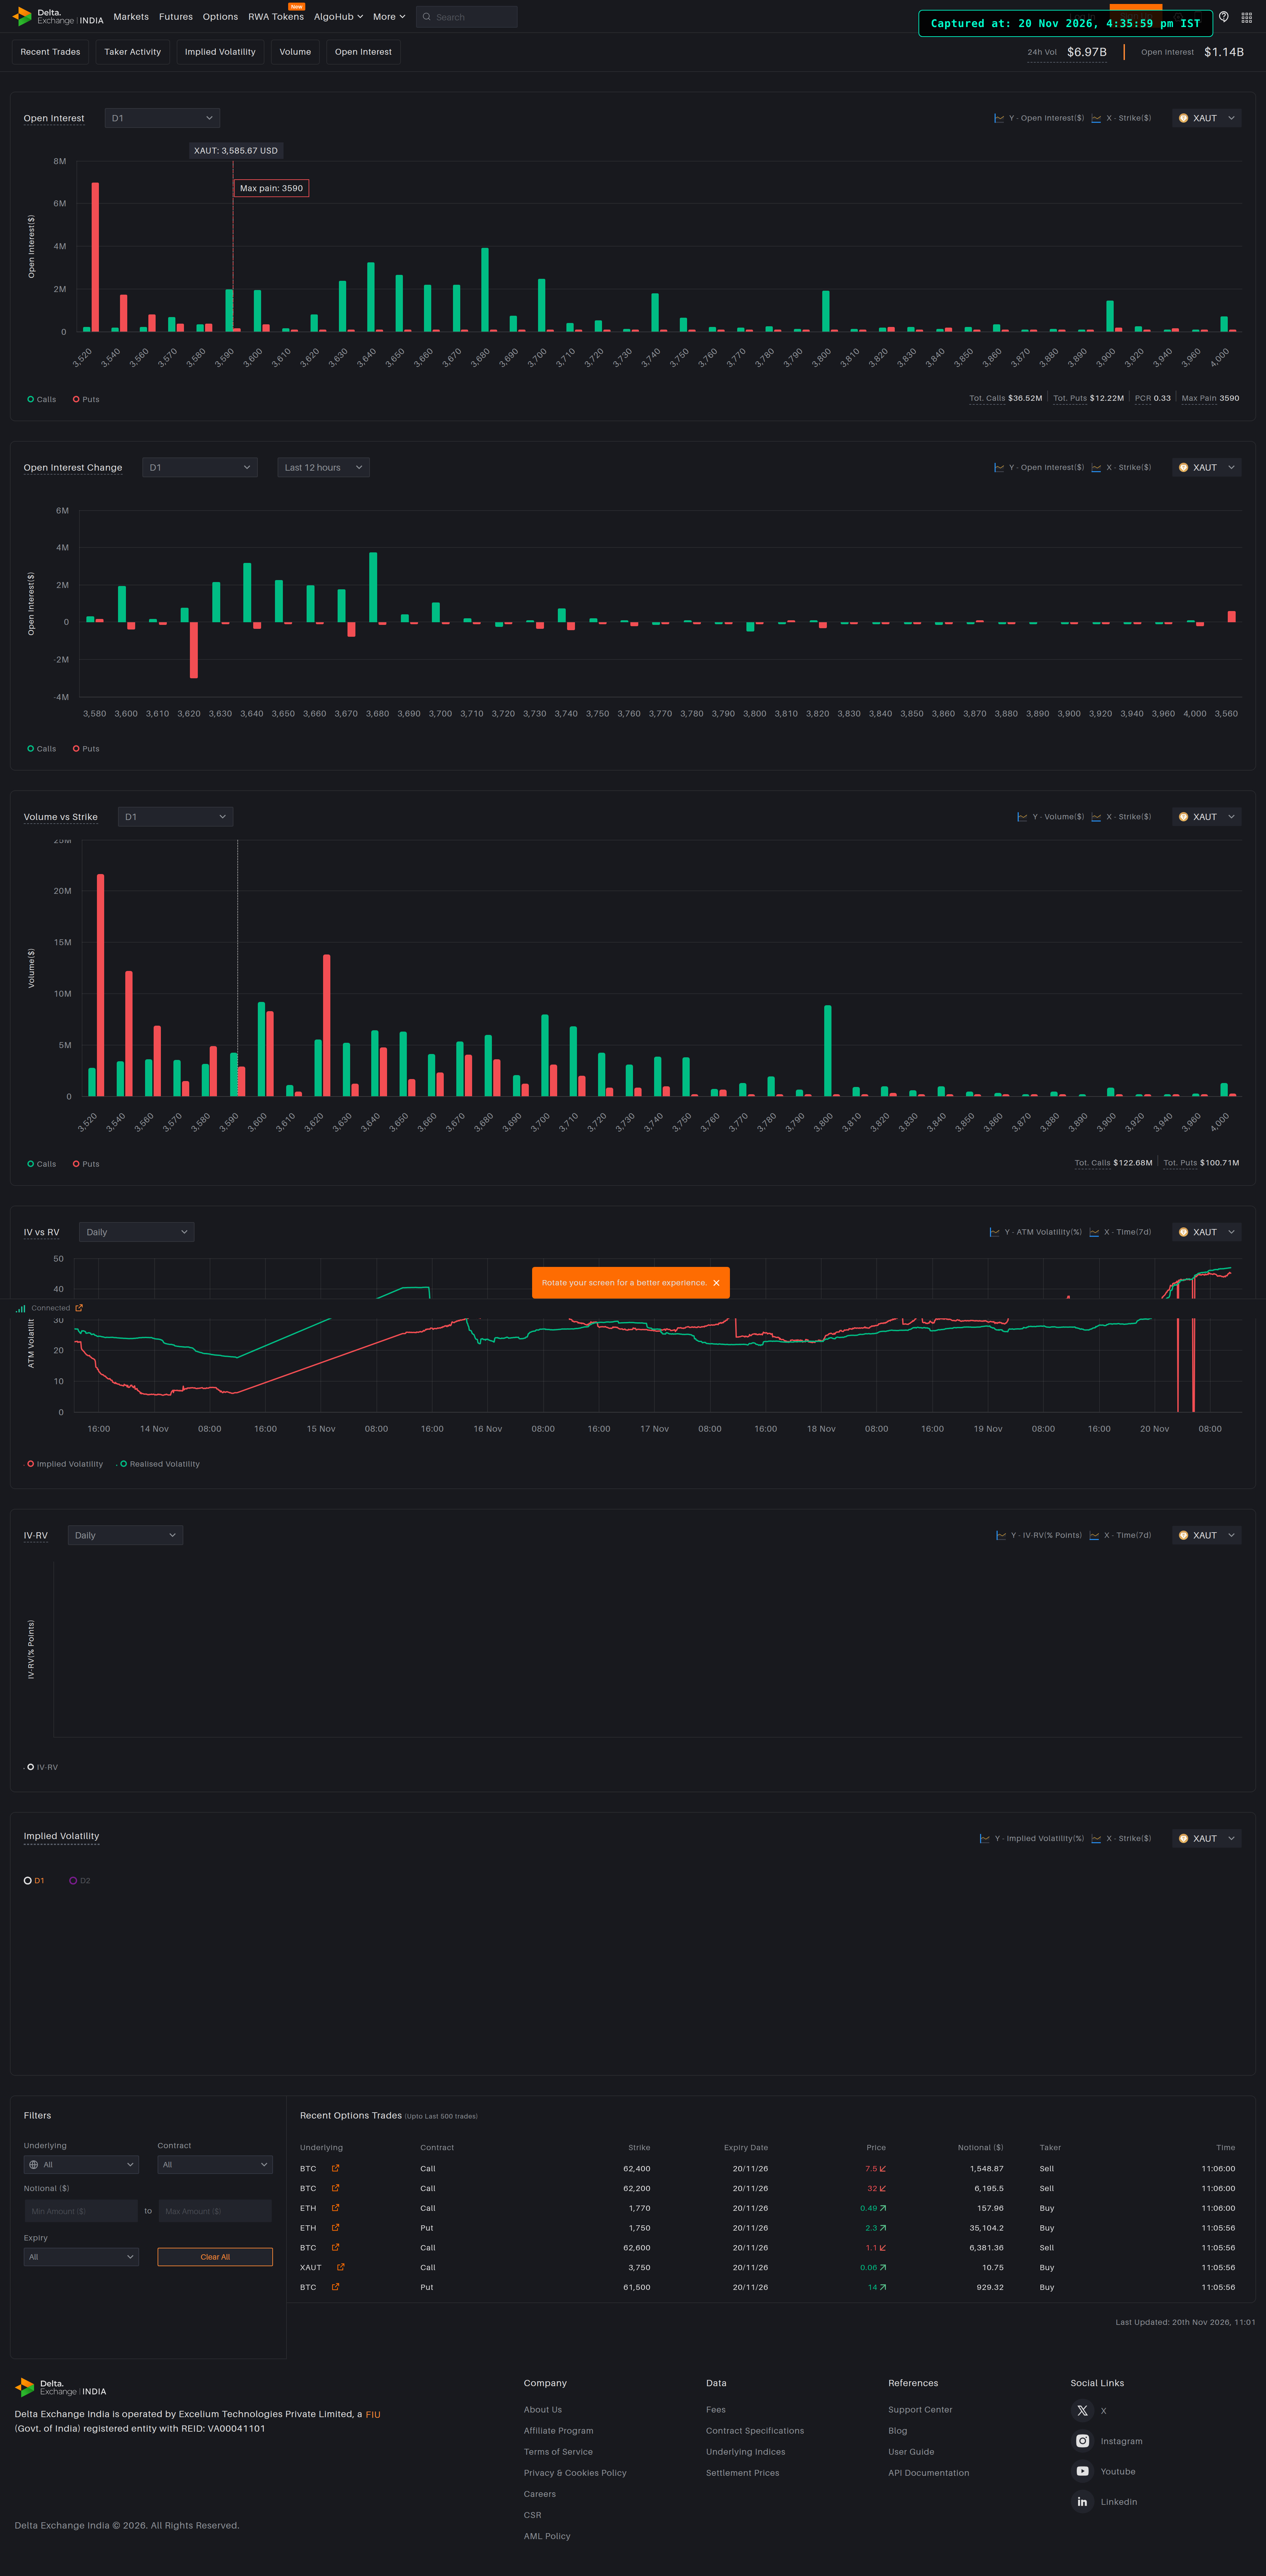 Delta. Exchange | INDIA Markets Futures Options RWA Tokens New AlgoHub More Search
Captured at: 20 Nov 2026, 4:35:59 pm IST
Recent Trades Taker Activity Implied Volatility Volume Open Interest 24h Vol $6.97B Open Interest $1.14B
Open Interest D1 Y - Open Interest($) X - Strike($) XAUT
XAUT: 3,585.67 USD
Max pain: 3590
Open Interest($)
8M
6M
4M
2M
0
3,520 3,540 3,560 3,570 3,580 3,590 3,600 3,610 3,620 3,630 3,640 3,650 3,660 3,670 3,680 3,690 3,700 3,710 3,720 3,730 3,740 3,750 3,760 3,770 3,780 3,790 3,800 3,810 3,820 3,830 3,840 3,850 3,860 3,870 3,880 3,890 3,900 3,920 3,940 3,960 4,000
Calls Puts Tot. Calls $36.52M Tot. Puts $12.22M PCR 0.33 Max Pain 3590
Open Interest Change D1 Last 12 hours Y - Open Interest($) X - Strike($) XAUT
Open Interest($)
6M
4M
2M
0
-2M
-4M
3,580 3,600 3,610 3,620 3,630 3,640 3,650 3,660 3,670 3,680 3,690 3,700 3,710 3,720 3,730 3,740 3,750 3,760 3,770 3,780 3,790 3,800 3,810 3,820 3,830 3,840 3,850 3,860 3,870 3,880 3,890 3,900 3,920 3,940 3,960 4,000 3,560
Calls Puts
Volume vs Strike D1 Y - Volume($) X - Strike($) XAUT
Volume($)
25M
20M
15M
10M
5M
0
3,520 3,540 3,560 3,570 3,580 3,590 3,600 3,610 3,620 3,630 3,640 3,650 3,660 3,670 3,680 3,690 3,700 3,710 3,720 3,730 3,740 3,750 3,760 3,770 3,780 3,790 3,800 3,810 3,820 3,830 3,840 3,850 3,860 3,870 3,880 3,890 3,900 3,920 3,940 3,960 4,000
Calls Puts Tot. Calls $122.68M Tot. Puts $100.71M
IV vs RV Daily Y - ATM Volatility(%) X - Time(7d) XAUT
50
40
Rotate your screen for a better experience.
Connected
ATM Volatilit
30
20
10
0
16:00 14 Nov 08:00 16:00 15 Nov 08:00 16:00 16 Nov 08:00 16:00 17 Nov 08:00 16:00 18 Nov 08:00 16:00 19 Nov 08:00 16:00 20 Nov 08:00
Implied Volatility Realised Volatility
IV-RV Daily Y - IV-RV(% Points) X - Time(7d) XAUT
IV-RV(% Points)
IV-RV
Implied Volatility Y - Implied Volatility(%) X - Strike($) XAUT
D1 D2
Filters
Underlying Contract
All All
Notional ($)
Min Amount ($) to Max Amount ($)
Expiry
All Clear All
Recent Options Trades (Upto Last 500 trades)
Underlying Contract Strike Expiry Date Price Notional ($) Taker Time
BTC Call 62,400 20/11/26 7.5 1,548.87 Sell 11:06:00
BTC Call 62,200 20/11/26 32 6,195.5 Sell 11:06:00
ETH Call 1,770 20/11/26 0.49 157.96 Buy 11:06:00
ETH Put 1,750 20/11/26 2.3 35,104.2 Buy 11:05:56
BTC Call 62,600 20/11/26 1.1 6,381.36 Sell 11:05:56
XAUT Call 3,750 20/11/26 0.06 10.75 Buy 11:05:56
BTC Put 61,500 20/11/26 14 929.32 Buy 11:05:56
Last Updated: 20th Nov 2026, 11:01
Delta. Exchange | INDIA
Delta Exchange India is operated by Excelium Technologies Private Limited, a FIU
(Govt. of India) registered entity with REID: VA00041101
Delta Exchange India © 2026. All Rights Reserved.
Company
About Us
Affiliate Program
Terms of Service
Privacy & Cookies Policy
Careers
CSR
AML Policy
Data
Fees
Contract Specifications
Underlying Indices
Settlement Prices
References
Support Center
Blog
User Guide
API Documentation
Social Links
X
Instagram
Youtube
Linkedin